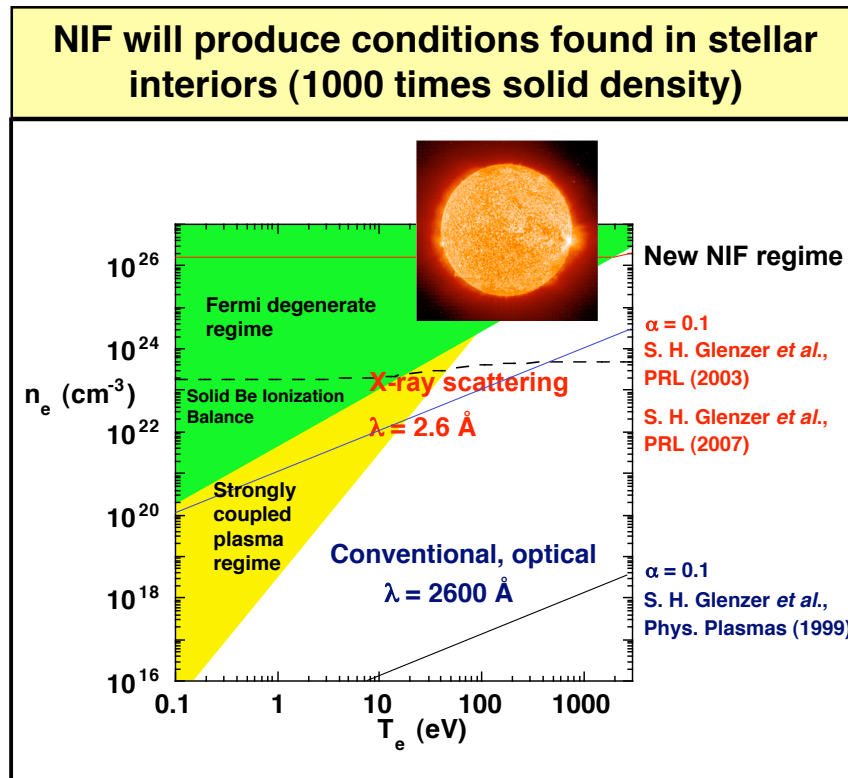 NIF will produce conditions found in stellar
interiors (1000 times solid density)
10^26
10^24
10^22
10^20
10^18
10^16
n_e (cm^-3)
Fermi degenerate
regime
Solid Be Ionization
Balance
X-ray scattering
λ = 2.6 Å
Strongly
coupled
plasma
regime
Conventional, optical
λ = 2600 Å
0.1
1
10
100
1000
T_e (eV)
New NIF regime
α = 0.1
S. H. Glenzer et al.,
PRL (2003)
S. H. Glenzer et al.,
PRL (2007)
α = 0.1
S. H. Glenzer et al.,
Phys. Plasmas (1999)